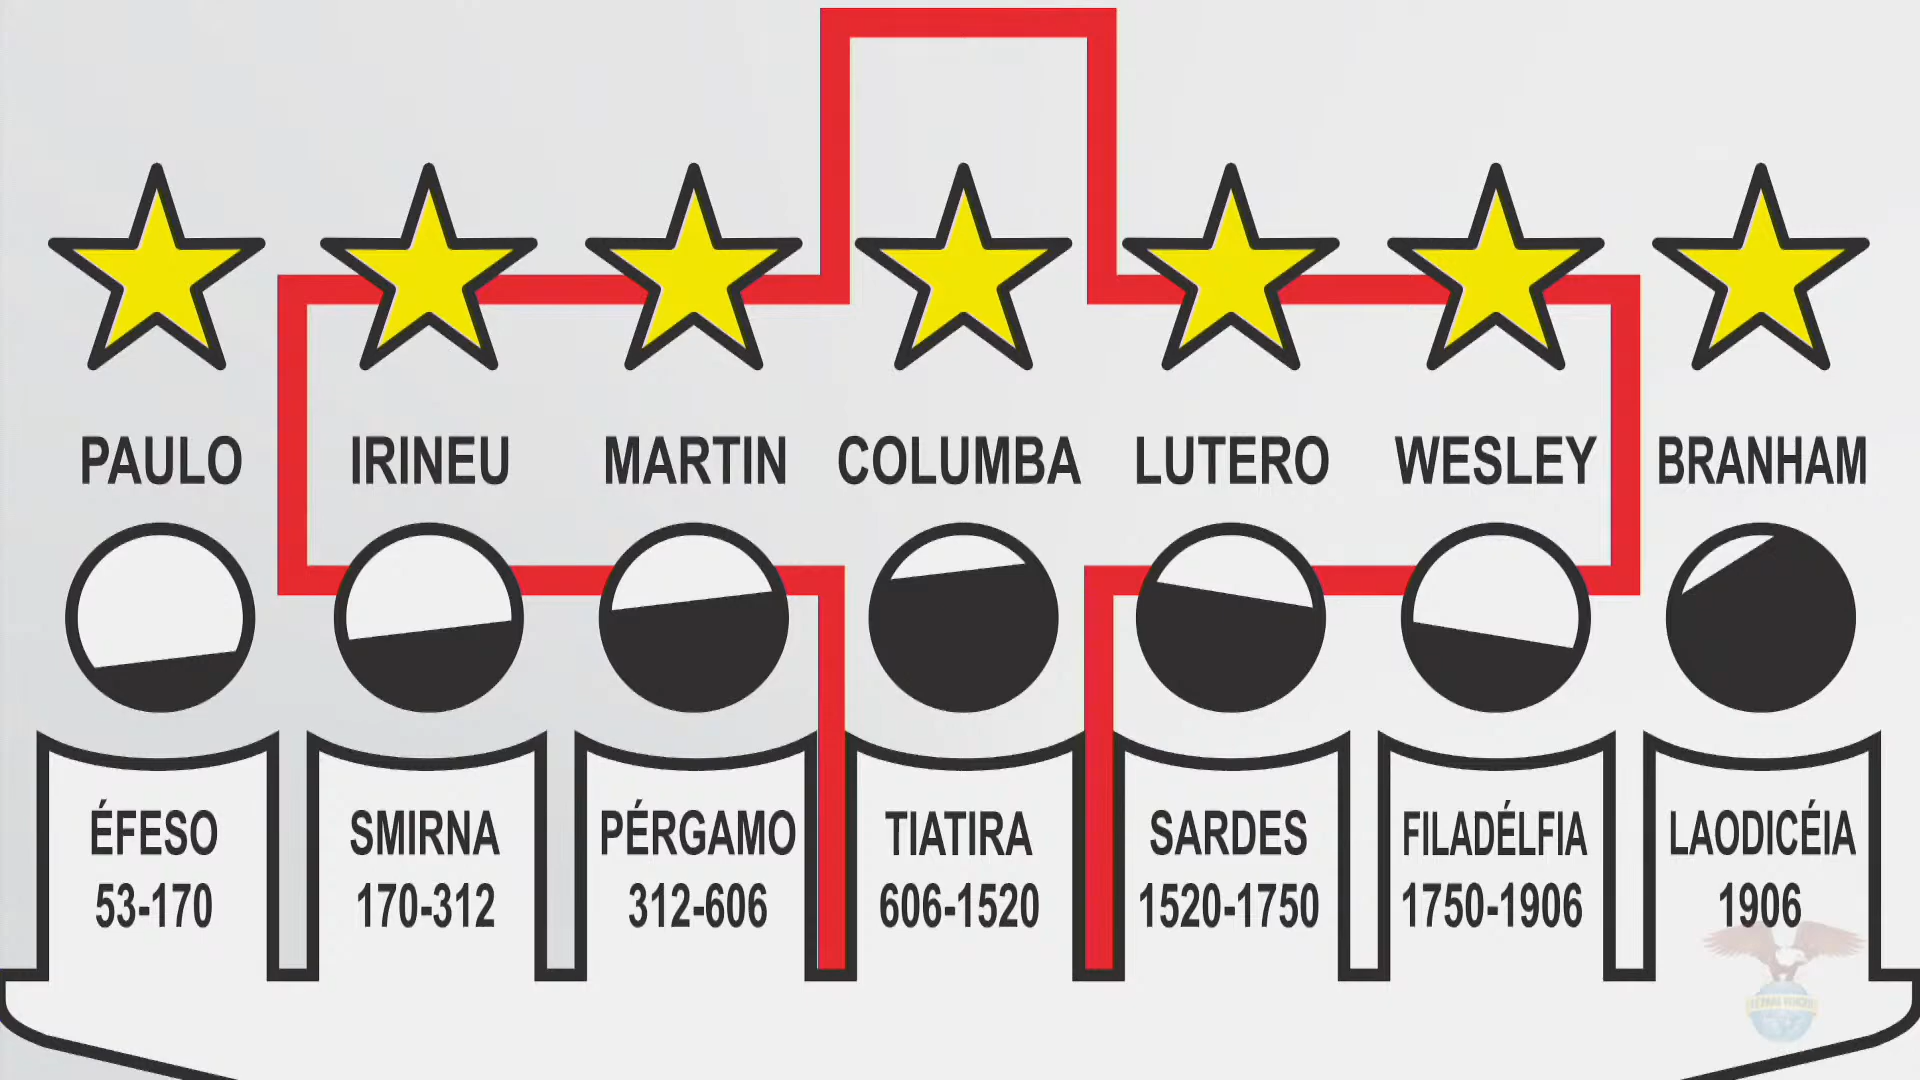 PAULO IRINEU MARTIN COLUMBA LUTERO WESLEY BRANHAM
ÉFESO SMIRNA PÉRGAMO TIATIRA SARDES FILADÉLFIA LAODICÉIA
53-170 170-312 312-606 606-1520 1520-1750 1750-1906 1906